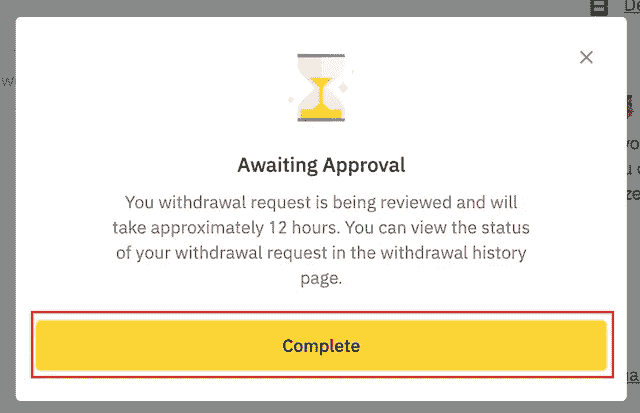 Awaiting Approval
You withdrawal request is being reviewed and will
take approximately 12 hours. You can view the status
of your withdrawal request in the withdrawal history
page.
Complete